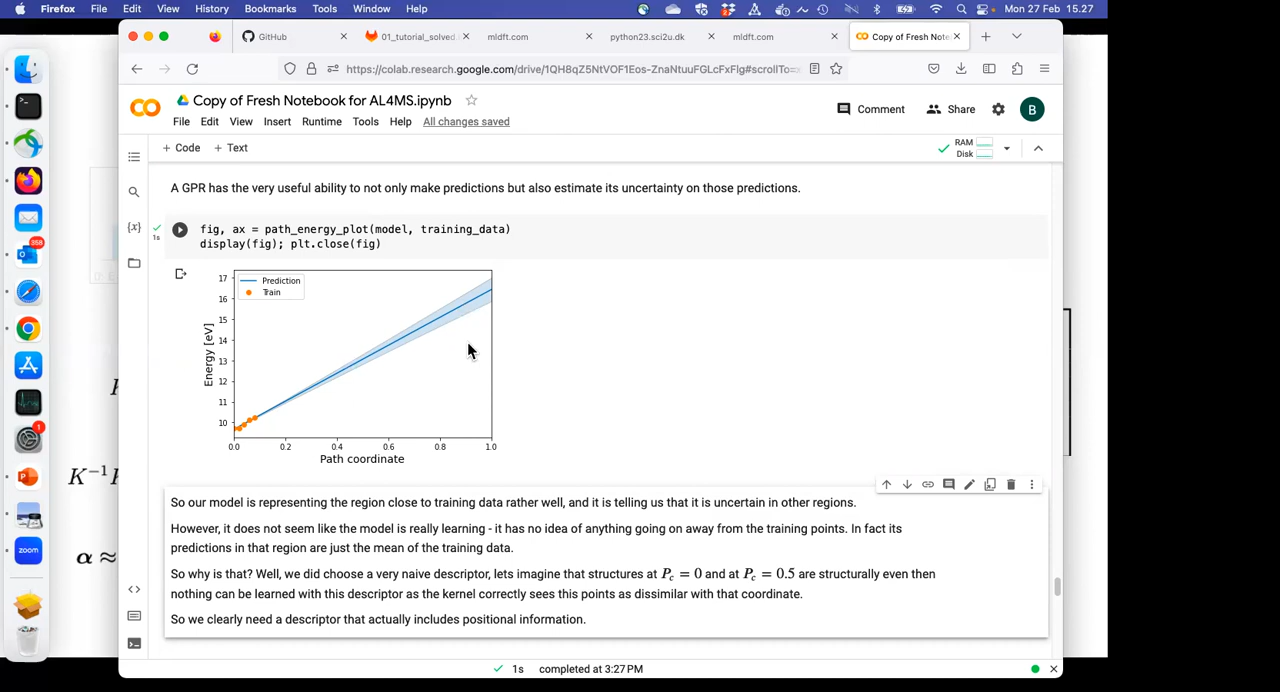 Firefox File Edit View History Bookmarks Tools Window Help Mon 27 Feb 15.27
GitHub 01_tutorial_solved. mldft.com python23.sci2u.dk mldft.com Copy of Fresh Note
https://colab.research.google.com/drive/1QH8qZ5NtVOF1Eos-ZnaNtuuFGLcFxFlg#scrollTo=
Copy of Fresh Notebook for AL4MS.ipynb
Comment Share B
File Edit View Insert Runtime Tools Help All changes saved
+ Code + Text
RAM
Disk
A GPR has the very useful ability to not only make predictions but also estimate its uncertainty on those predictions.
{x}
1s
fig, ax = path_energy_plot(model, training_data)
display(fig); plt.close(fig)
358
17
16
15
14
13
12
11
10
Prediction
Train
Energy [eV]
0.0 0.2 0.4 0.6 0.8 1.0
Path coordinate
1
K
K⁻¹
α ≈
zoom
So our model is representing the region close to training data rather well, and it is telling us that it is uncertain in other regions.
However, it does not seem like the model is really learning - it has no idea of anything going on away from the training points. In fact its
predictions in that region are just the mean of the training data.
So why is that? Well, we did choose a very naive descriptor, lets imagine that structures at P_c = 0 and at P_c = 0.5 are structurally even then
nothing can be learned with this descriptor as the kernel correctly sees this points as dissimilar with that coordinate.
So we clearly need a descriptor that actually includes positional information.
1s completed at 3:27PM